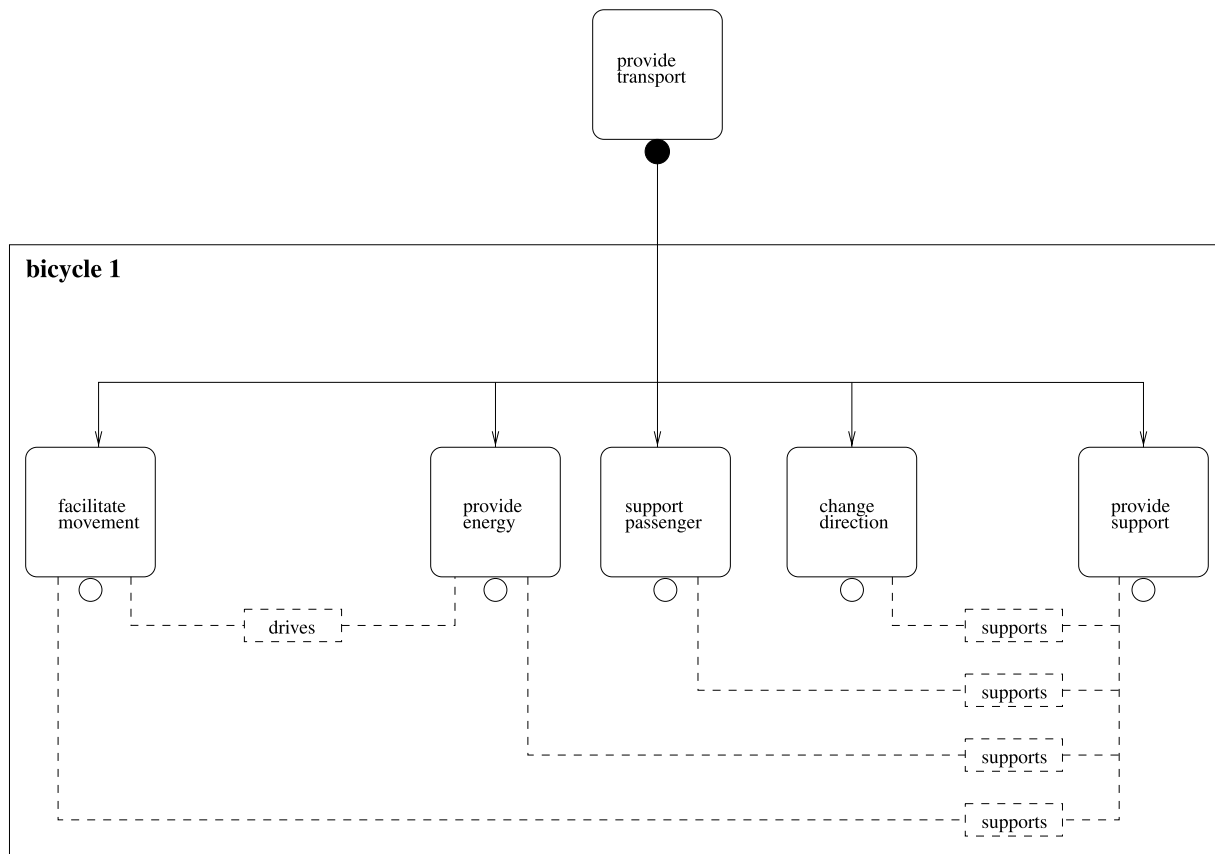 provide
transport
bicycle 1
facilitate
movement
provide
energy
support
passenger
change
direction
provide
support
drives
supports
supports
supports
supports